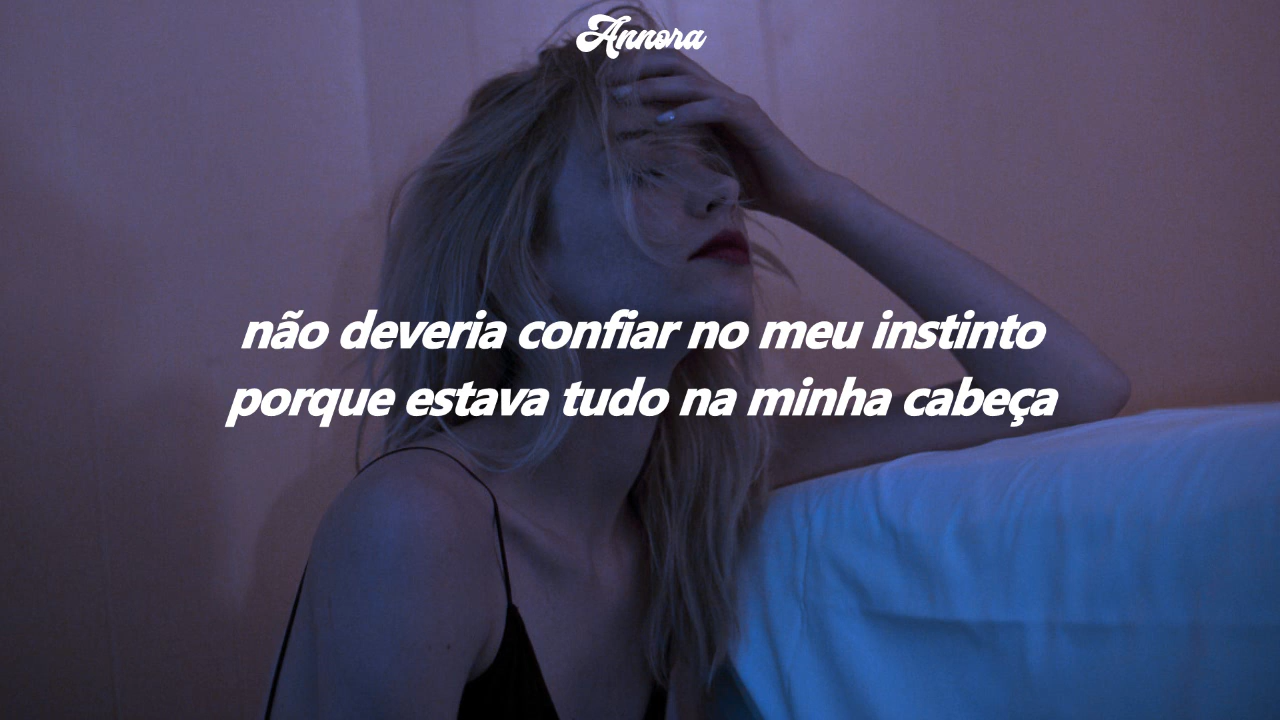 Annora
não deveria confiar no meu instinto
porque estava tudo na minha cabeça